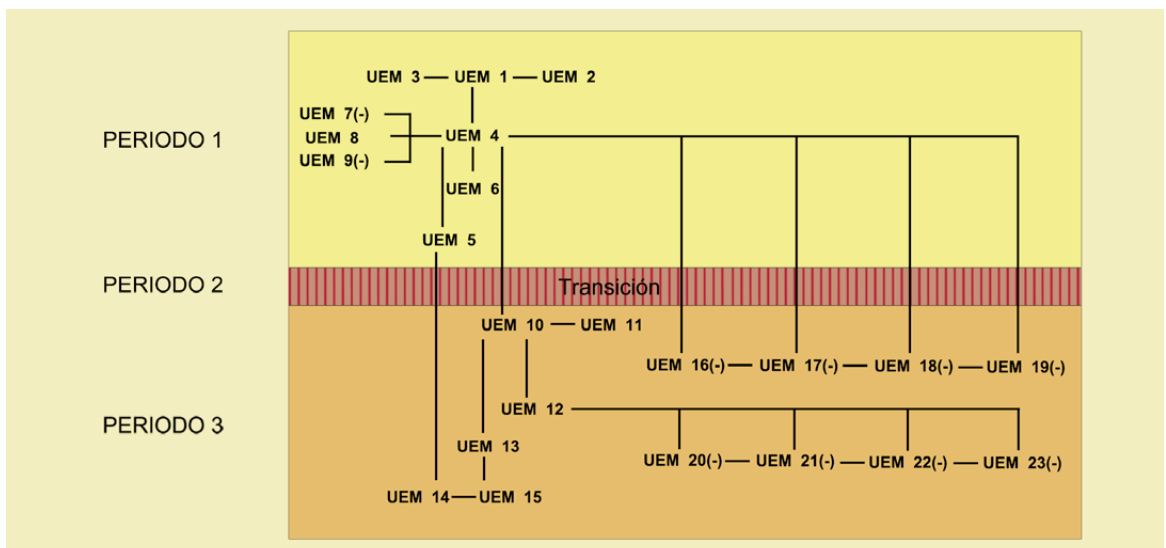 UEM 3 UEM 1 UEM 2
UEM 7(-)
PERIODO 1
UEM 8 UEM 4
UEM 9(-)
UEM 6
UEM 5
PERIODO 2
Transición
UEM 10 UEM 11
UEM 16(-) UEM 17(-) UEM 18(-) UEM 19(-)
UEM 12
PERIODO 3
UEM 13
UEM 20(-) UEM 21(-) UEM 22(-) UEM 23(-)
UEM 14 UEM 15